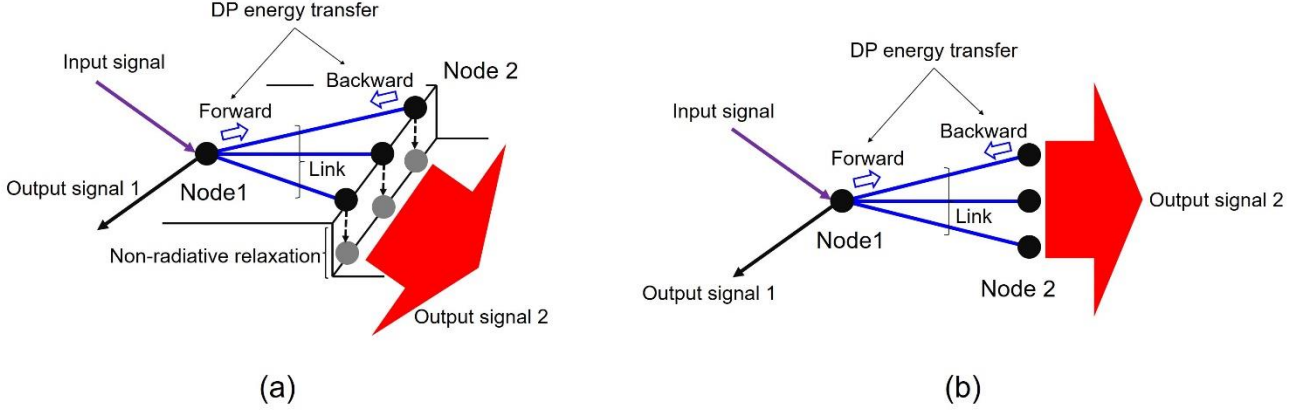 DP energy transfer
Input signal
Backward
Node 2
Forward
Link
Output signal 1
Node1
Non-radiative relaxation
Output signal 2
(a)
DP energy transfer
Input signal
Backward
Forward
Output signal 2
Link
Node1
Output signal 1
Node 2
(b)